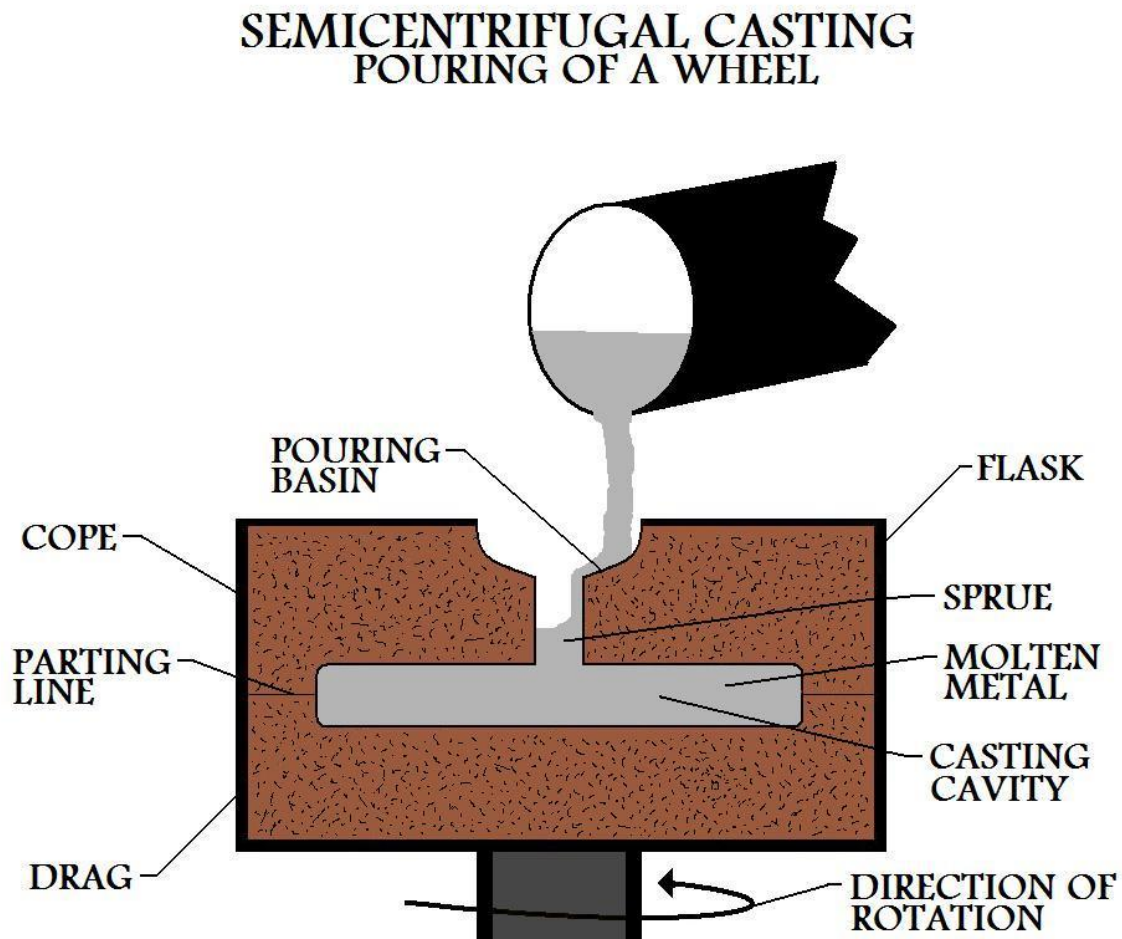 SEMICENTRIFUGAL CASTING
POURING OF A WHEEL
POURING
BASIN
FLASK
COPE
SPRUE
PARTING
LINE
MOLTEN
METAL
CASTING
CAVITY
DRAG
DIRECTION OF
ROTATION